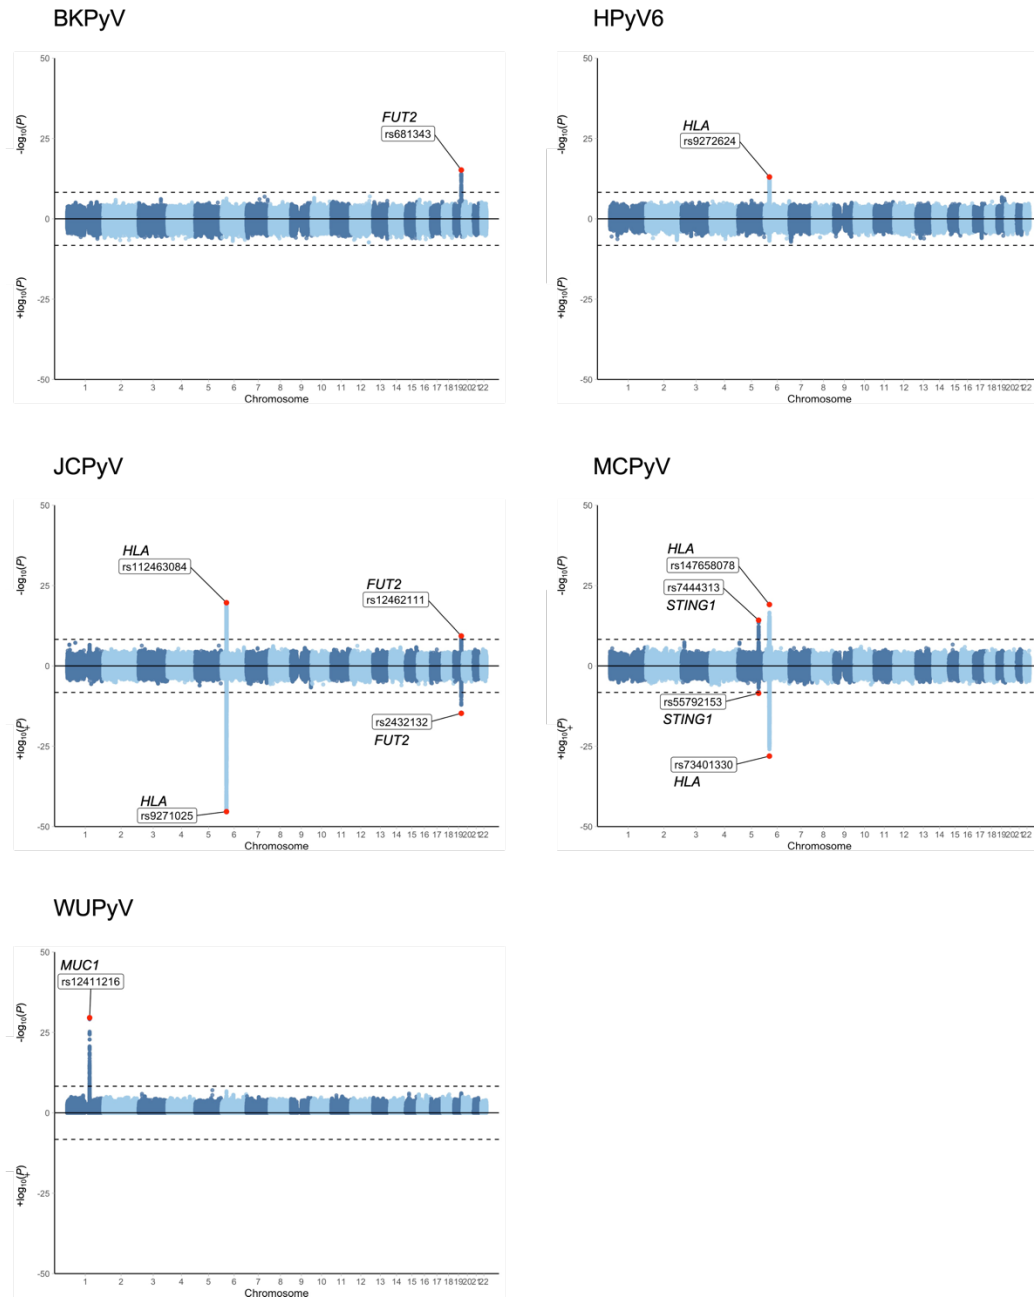 BKPyV
50
25
0
-25
-50
-log₁₀(P)
+log₁₀(P)
FUT2
rs681343
1 2 3 4 5 6 7 8 9 10 11 12 13 14 15 16 17 18 19 20 21 22
Chromosome
HPyV6
50
25
0
-25
-50
-log₁₀(P)
+log₁₀(P)
HLA
rs9272624
1 2 3 4 5 6 7 8 9 10 11 12 13 14 15 16 17 18 19 20 21 22
Chromosome
JCPyV
50
25
0
-25
-50
-log₁₀(P)
+log₁₀(P)
HLA
rs112463084
FUT2
rs12462111
rs2432132
FUT2
HLA
rs9271025
1 2 3 4 5 6 7 8 9 10 11 12 13 14 15 16 17 18 19 20 21 22
Chromosome
MCPyV
50
25
0
-25
-50
-log₁₀(P)
+log₁₀(P)
HLA
rs147658078
rs7444313
STING1
rs55792153
STING1
rs73401330
HLA
1 2 3 4 5 6 7 8 9 10 11 12 13 14 15 16 17 18 19 20 21 22
Chromosome
WUPyV
50
25
0
-25
-50
-log₁₀(P)
+log₁₀(P)
MUC1
rs12411216
1 2 3 4 5 6 7 8 9 10 11 12 13 14 15 16 17 18 19 20 21 22
Chromosome